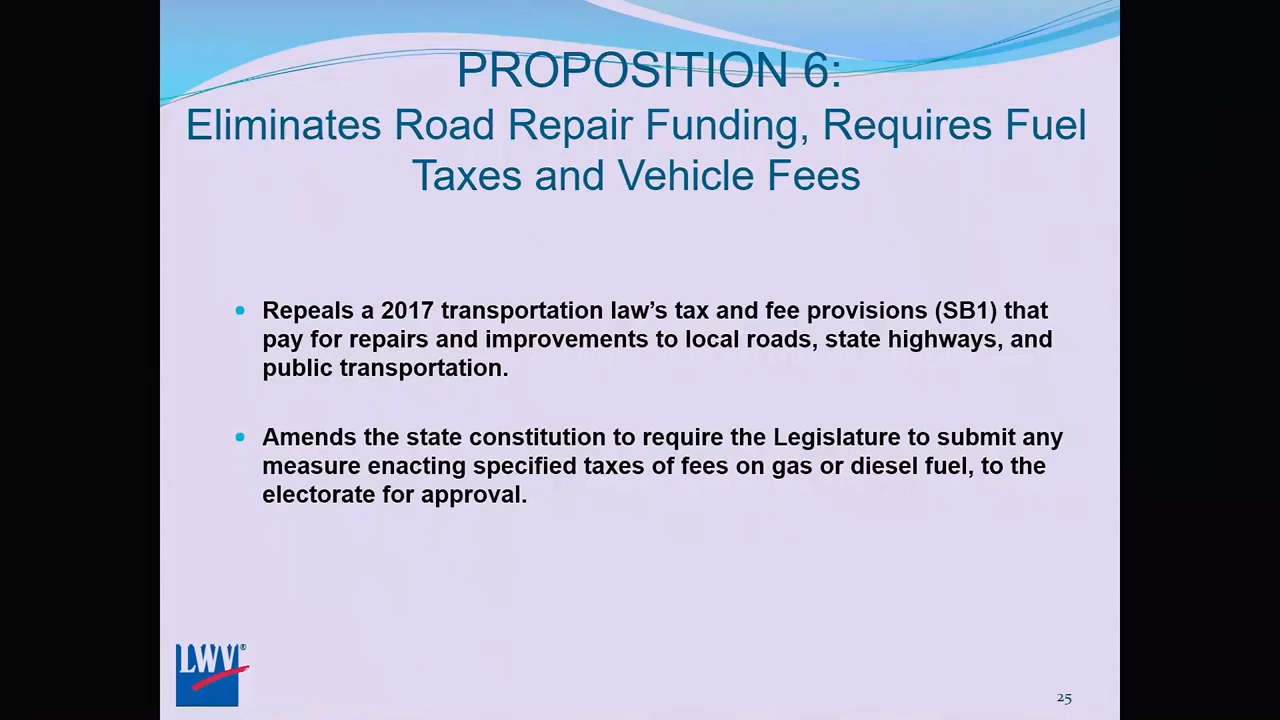 PROPOSITION 6:
Eliminates Road Repair Funding, Requires Fuel
Taxes and Vehicle Fees
• Repeals a 2017 transportation law’s tax and fee provisions (SB1) that
pay for repairs and improvements to local roads, state highways, and
public transportation.
• Amends the state constitution to require the Legislature to submit any
measure enacting specified taxes of fees on gas or diesel fuel, to the
electorate for approval.
LWV®
25